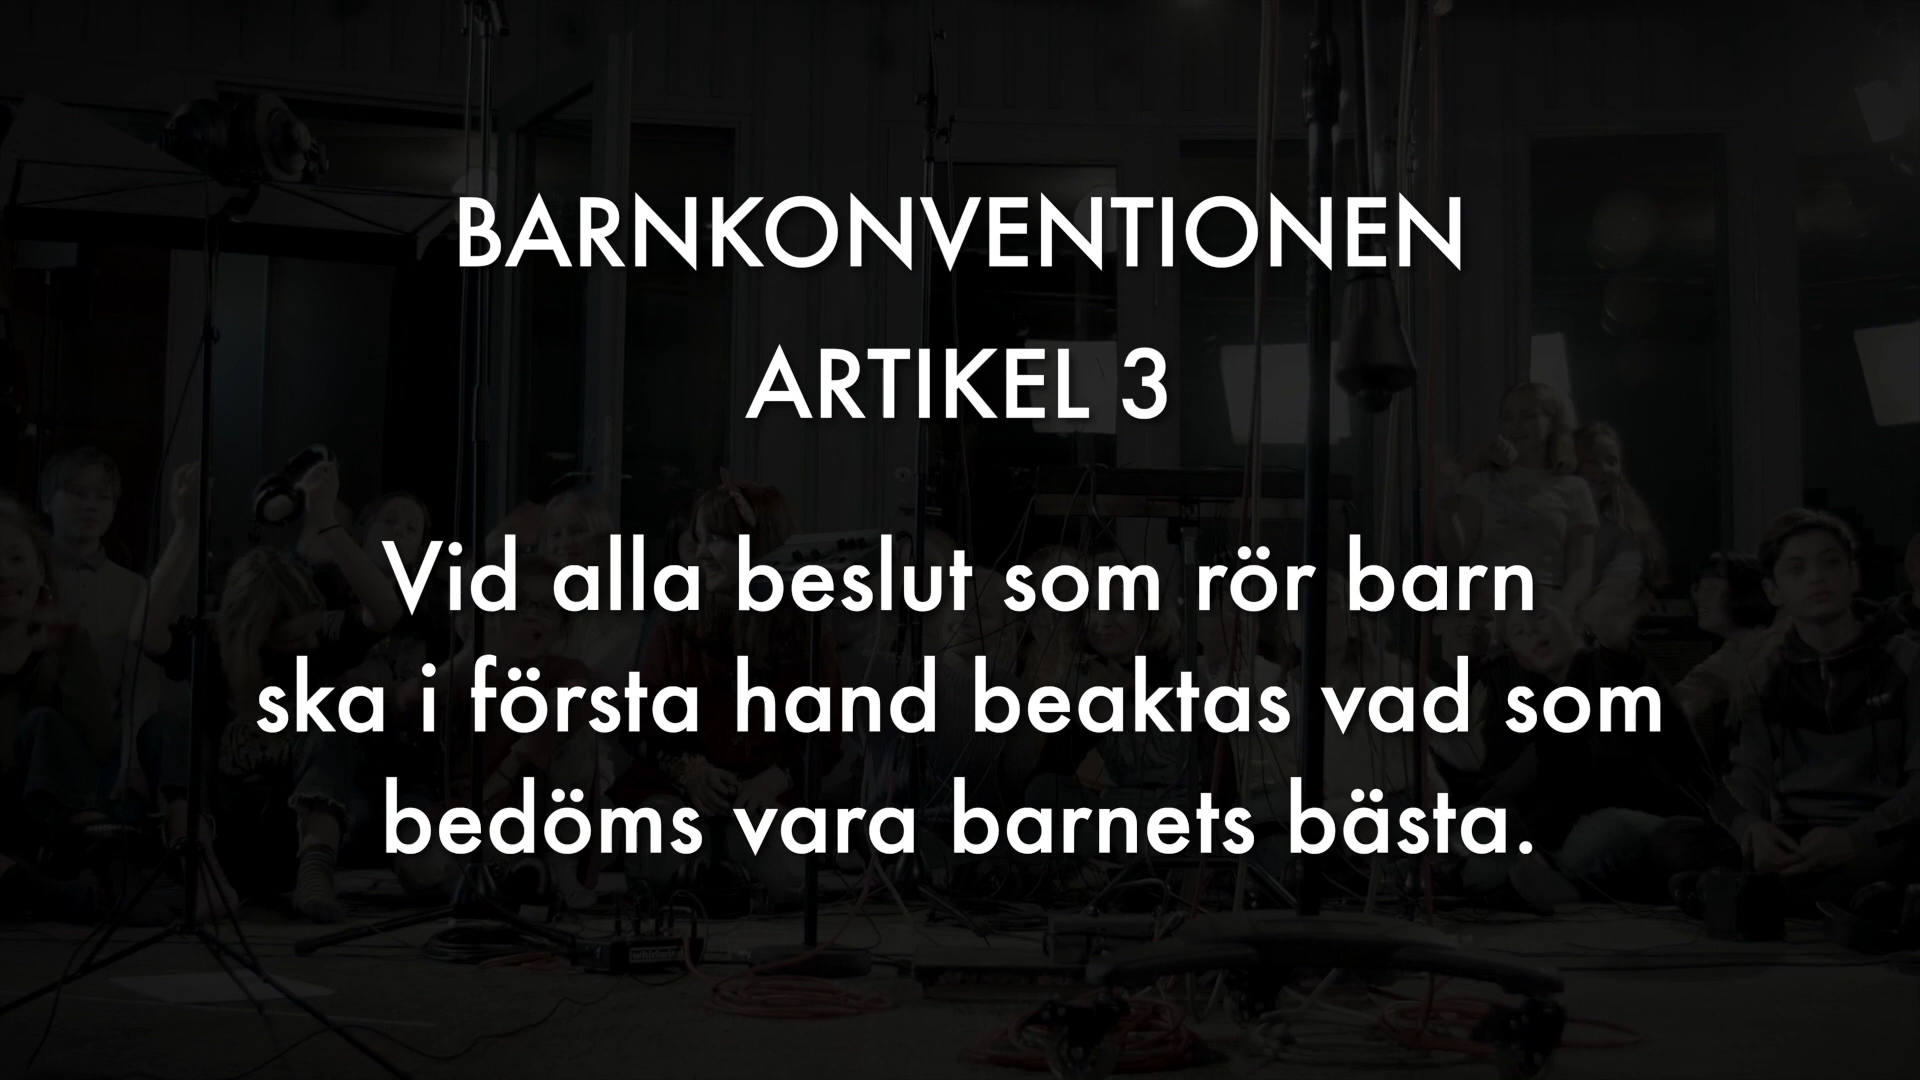 BARNKONVENTIONEN
ARTIKEL 3
Vid alla beslut som rör barn
ska i första hand beaktas vad som
bedöms vara barnets bästa.
whirlwind